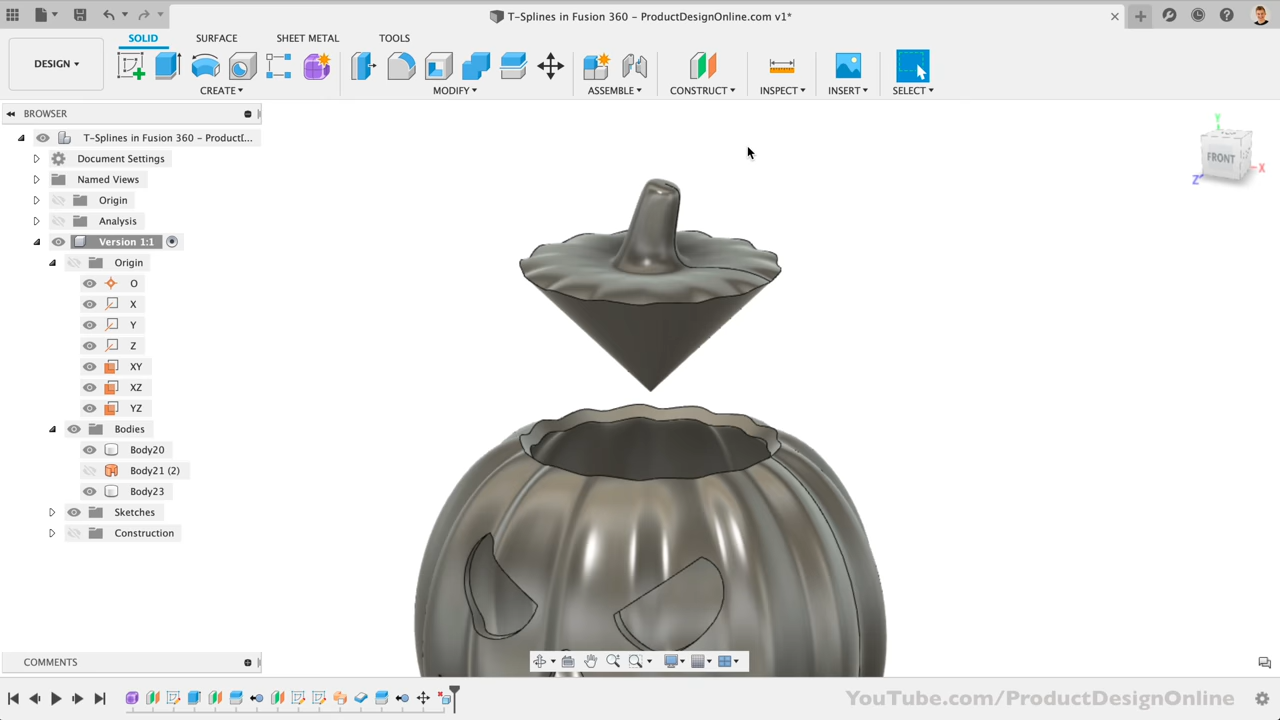 T-Splines in Fusion 360 - ProductDesignOnline.com v1*
SOLID SURFACE SHEET METAL TOOLS
DESIGN
CREATE MODIFY ASSEMBLE CONSTRUCT INSPECT INSERT SELECT
BROWSER
T-Splines in Fusion 360 - Product[...
Document Settings
Named Views
Origin
Analysis
Version 1:1
Origin
O
X
Y
Z
XY
XZ
YZ
Bodies
Body20
Body21 (2)
Body23
Sketches
Construction
Y
FRONT
X
Z
COMMENTS
YouTube.com/ProductDesignOnline